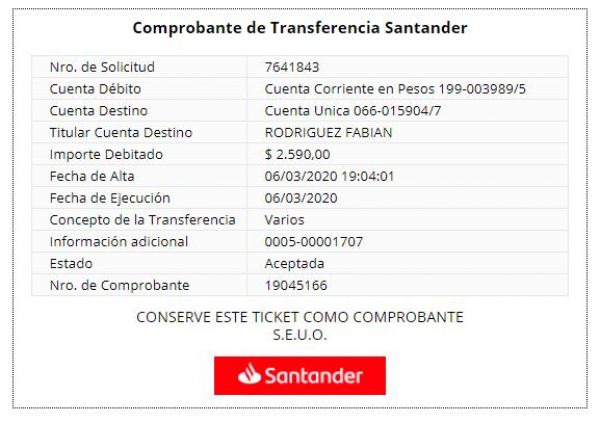 Comprobante de Transferencia Santander
Nro. de Solicitud 7641843
Cuenta Débito Cuenta Corriente en Pesos 199-003989/5
Cuenta Destino Cuenta Unica 066-015904/7
Titular Cuenta Destino RODRIGUEZ FABIAN
Importe Debitado $ 2.590,00
Fecha de Alta 06/03/2020 19:04:01
Fecha de Ejecución 06/03/2020
Concepto de la Transferencia Varios
Información adicional 0005-00001707
Estado Aceptada
Nro. de Comprobante 19045166
CONSERVE ESTE TICKET COMO COMPROBANTE
S.E.U.O.
Santander